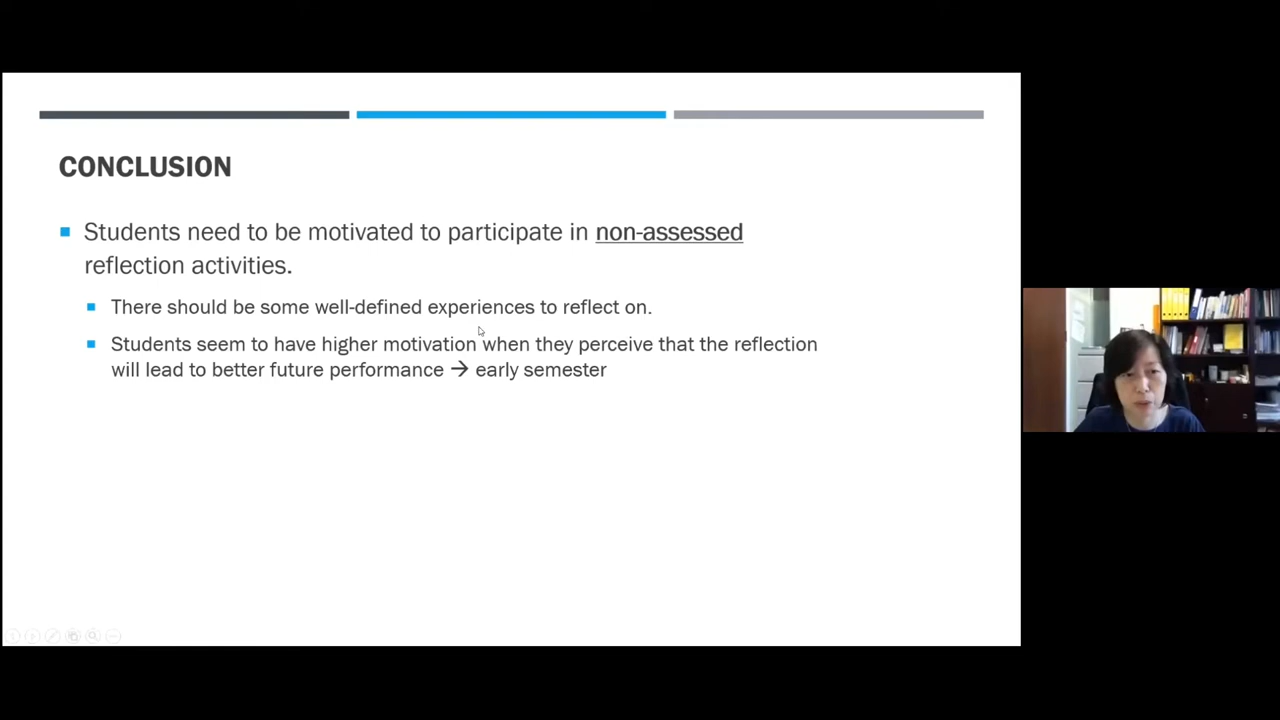 CONCLUSION
Students need to be motivated to participate in non-assessed
reflection activities.
There should be some well-defined experiences to reflect on.
Students seem to have higher motivation when they perceive that the reflection
will lead to better future performance → early semester